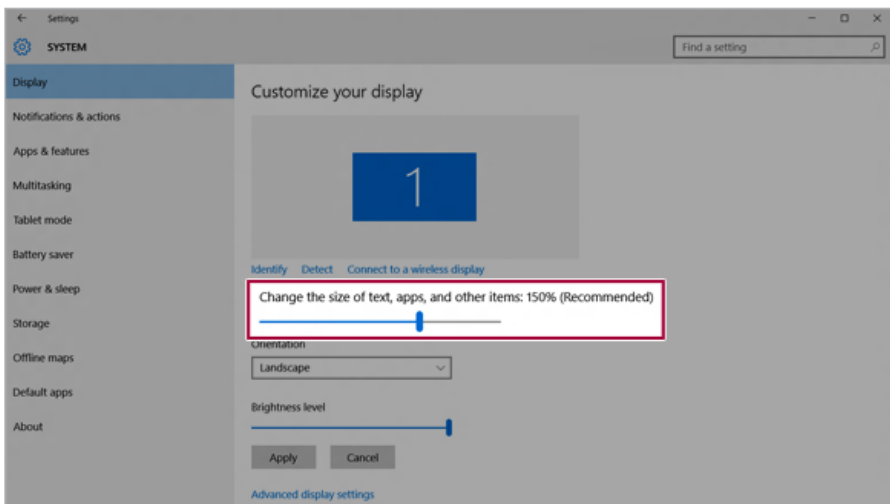 Settings
SYSTEM
Find a setting
Display
Notifications & actions
Apps & features
Multitasking
Tablet mode
Battery saver
Power & sleep
Storage
Offline maps
Default apps
About
Customize your display
1
Identify Detect Connect to a wireless display
Change the size of text, apps, and other items: 150% (Recommended)
Orientation
Landscape
Brightness level
Apply Cancel
Advanced display settings